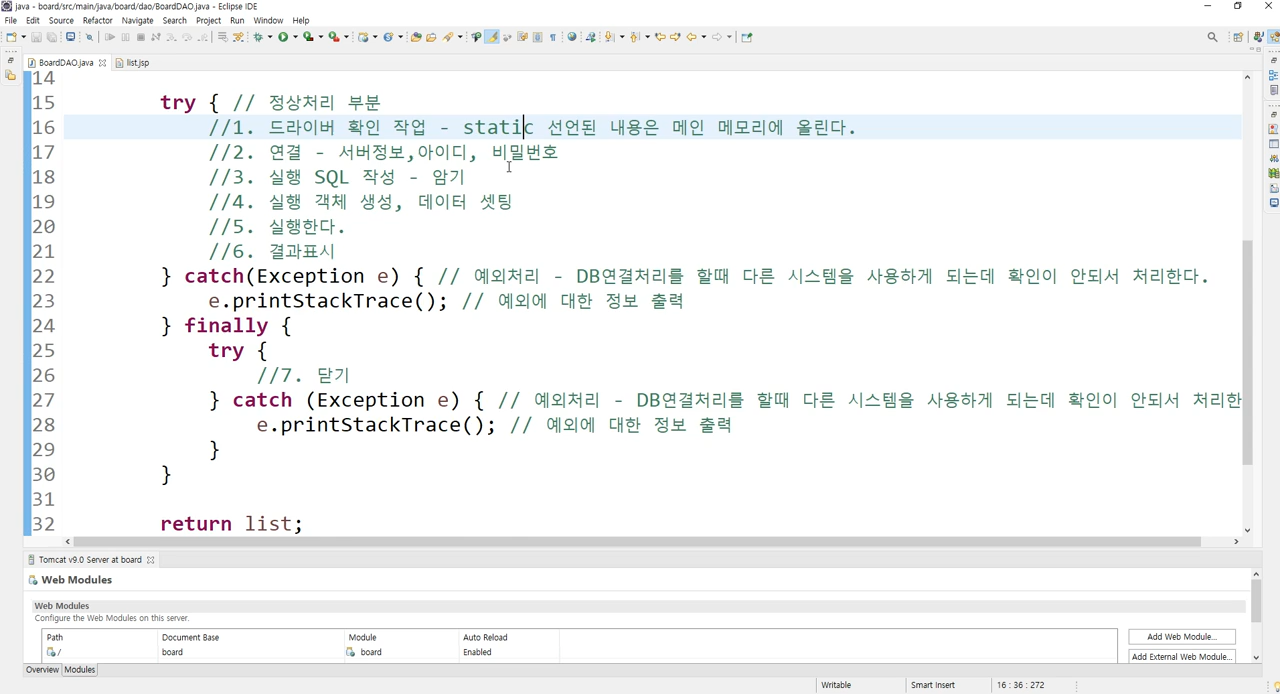 java - board/src/main/java/board/dao/BoardDAO.java - Eclipse IDE
File Edit Source Refactor Navigate Search Project Run Window Help
BoardDAO.java list.jsp
14
15 try { // 정상처리 부분
16 //1. 드라이버 확인 작업 - static 선언된 내용은 메인 메모리에 올린다.
17 //2. 연결 - 서버정보,아이디, 비밀번호
18 //3. 실행 SQL 작성 - 암기
19 //4. 실행 객체 생성, 데이터 셋팅
20 //5. 실행한다.
21 //6. 결과표시
22 } catch(Exception e) { // 예외처리 - DB연결처리를 할때 다른 시스템을 사용하게 되는데 확인이 안되서 처리한다.
23 e.printStackTrace(); // 예외에 대한 정보 출력
24 } finally {
25 try {
26 //7. 닫기
27 } catch (Exception e) { // 예외처리 - DB연결처리를 할때 다른 시스템을 사용하게 되는데 확인이 안되서 처리한
28 e.printStackTrace(); // 예외에 대한 정보 출력
29 }
30 }
31
32 return list;
Tomcat v9.0 Server at board
Web Modules
Web Modules
Configure the Web Modules on this server.
Path Document Base Module Auto Reload
/ board board Enabled
Add Web Module...
Add External Web Module...
Overview Modules
Writable Smart Insert 16 : 36 : 272